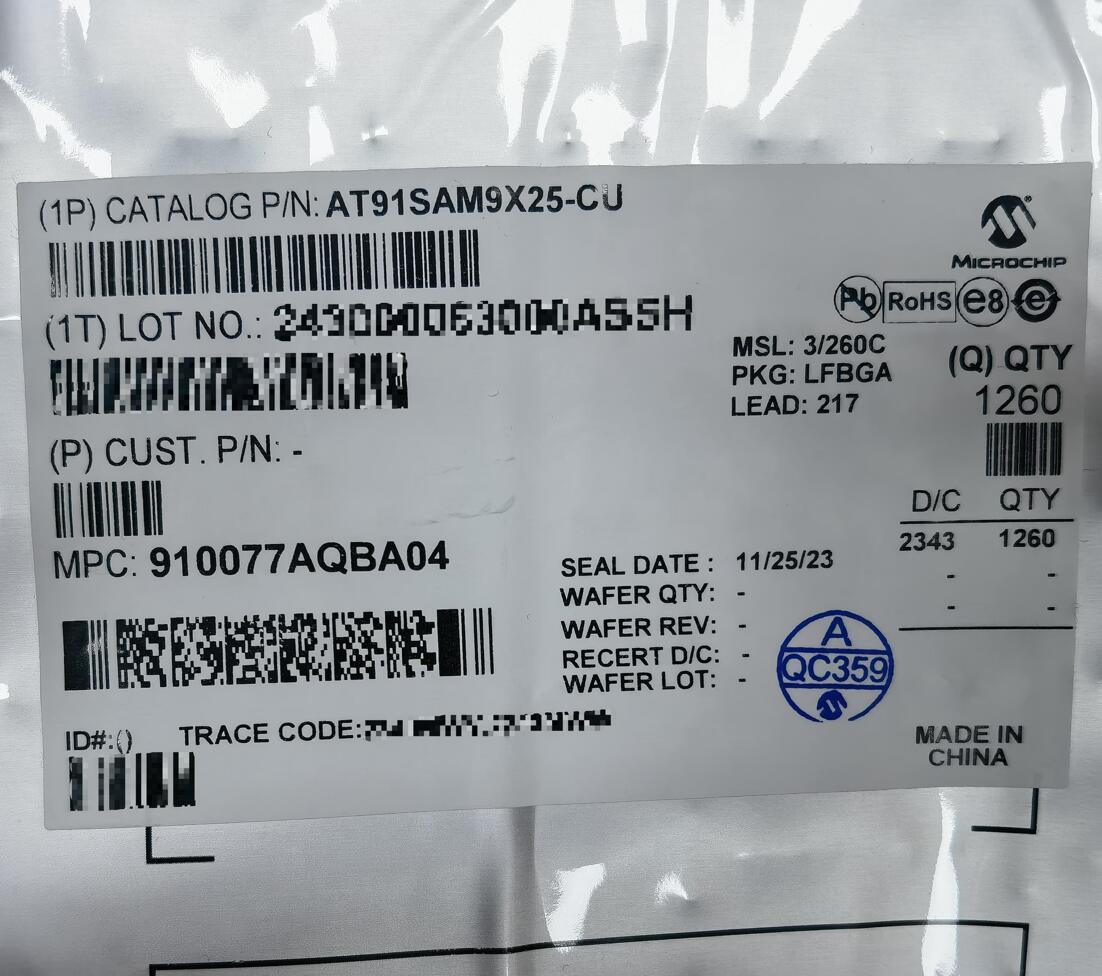 (1P) CATALOG P/N: AT91SAM9X25-CU
MICROCHIP
Pb RoHS e8 e
(1T) LOT NO.:
MSL: 3/260C
PKG: LFBGA
LEAD: 217
(Q) QTY
1260
(P) CUST. P/N: -
D/C QTY
2343 1260
- -
- -
MPC: 910077AQBA04
SEAL DATE : 11/25/23
WAFER QTY: -
WAFER REV: -
RECERT D/C: -
WAFER LOT: -
A
QC359
ID#:() TRACE CODE:
MADE IN
CHINA